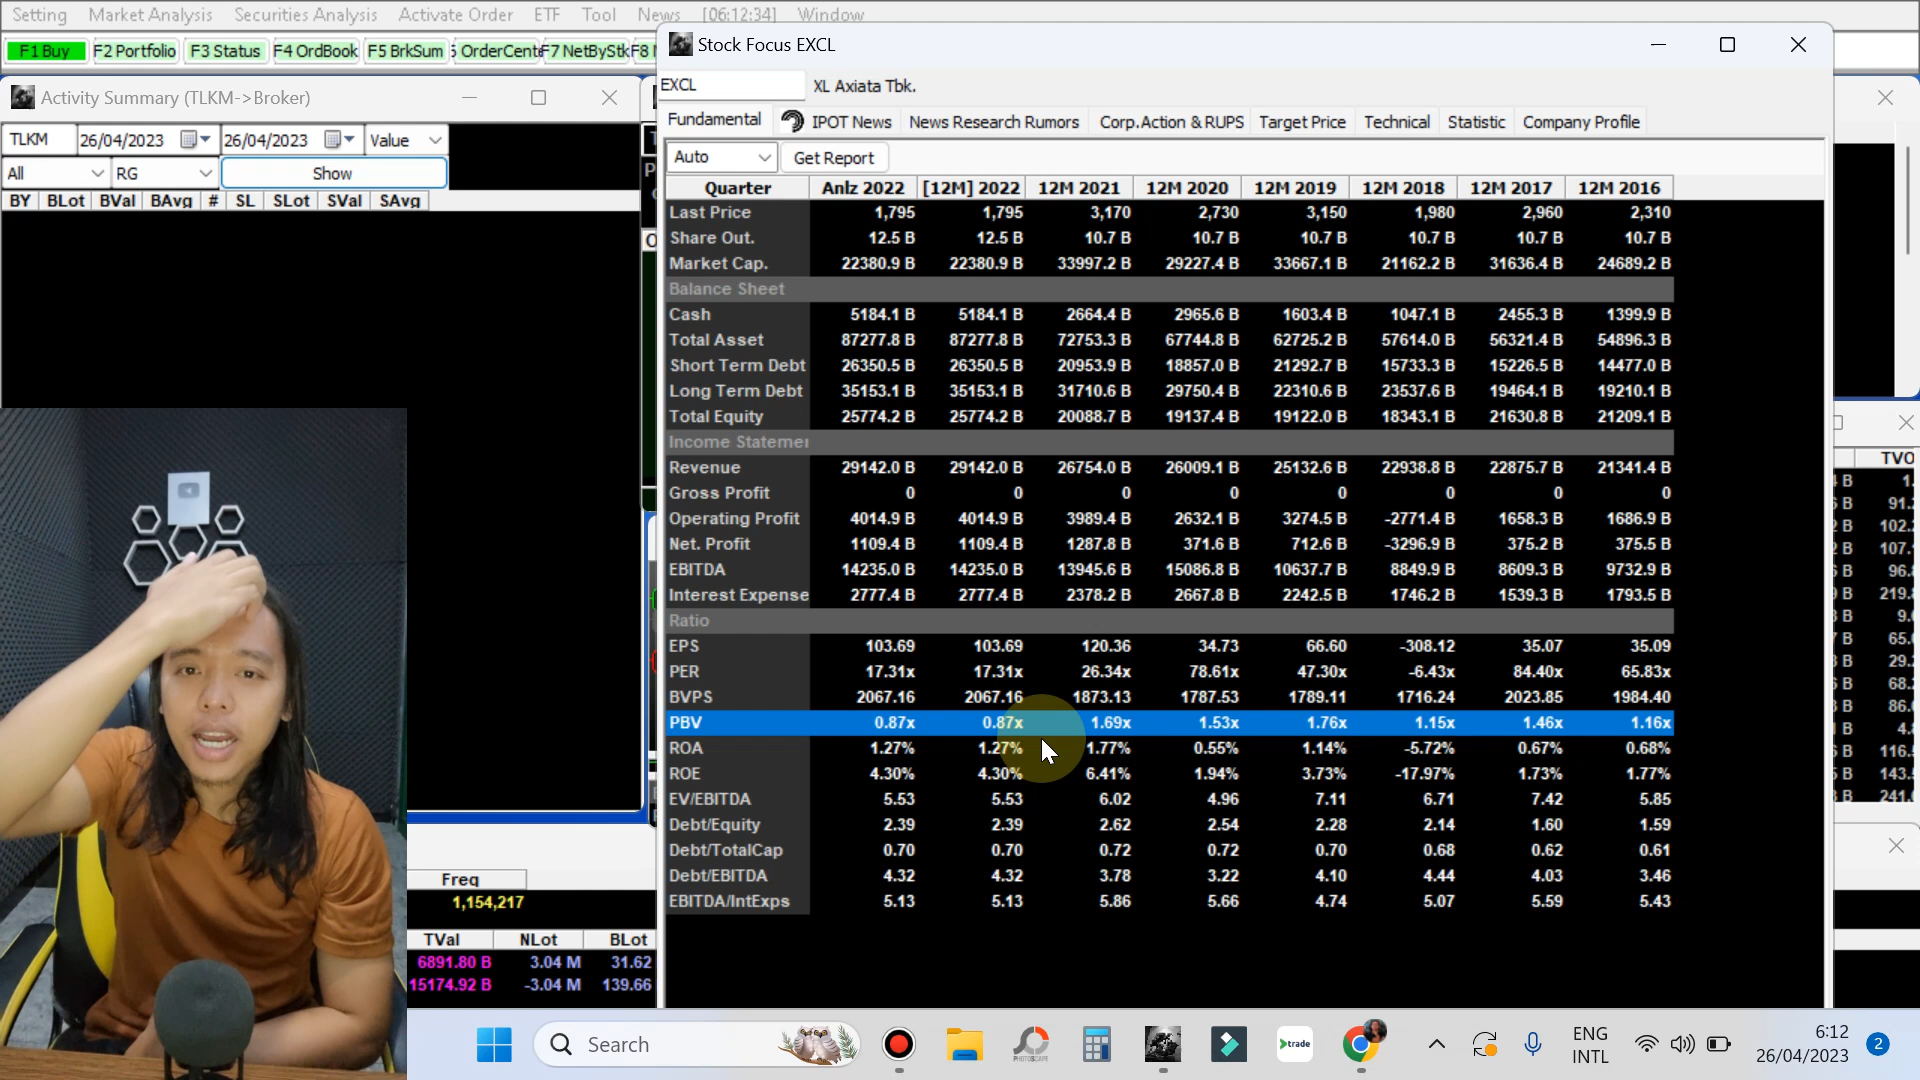 Setting Market Analysis Securities Analysis Activate Order ETF Tool News [06:12:34] Window
F1 Buy F2 Portfolio F3 Status F4 OrdBook F5 BrkSum OrderCent F7 NetByStk F8
Stock Focus EXCL
EXCL XL Axiata Tbk.
Fundamental IPOT News News Research Rumors Corp.Action & RUPS Target Price Technical Statistic Company Profile
Auto Get Report
Activity Summary (TLKM->Broker)
TLKM 26/04/2023 26/04/2023 Value
All RG Show
BY BLot BVal BAvg # SL SLot SVal SAvg
Quarter Anlz 2022 [12M] 2022 12M 2021 12M 2020 12M 2019 12M 2018 12M 2017 12M 2016
Last Price 1,795 1,795 3,170 2,730 3,150 1,980 2,960 2,310
Share Out. 12.5 B 12.5 B 10.7 B 10.7 B 10.7 B 10.7 B 10.7 B 10.7 B
Market Cap. 22380.9 B 22380.9 B 33997.2 B 29227.4 B 33667.1 B 21162.2 B 31636.4 B 24689.2 B
Balance Sheet
Cash 5184.1 B 5184.1 B 2664.4 B 2965.6 B 1603.4 B 1047.1 B 2455.3 B 1399.9 B
Total Asset 87277.8 B 87277.8 B 72753.3 B 67744.8 B 62725.2 B 57614.0 B 56321.4 B 54896.3 B
Short Term Debt 26350.5 B 26350.5 B 20953.9 B 18857.0 B 21292.7 B 15733.3 B 15226.5 B 14477.0 B
Long Term Debt 35153.1 B 35153.1 B 31710.6 B 29750.4 B 22310.6 B 23537.6 B 19464.1 B 19210.1 B
Total Equity 25774.2 B 25774.2 B 20088.7 B 19137.4 B 19122.0 B 18343.1 B 21630.8 B 21209.1 B
Income Statemer
Revenue 29142.0 B 29142.0 B 26754.0 B 26009.1 B 25132.6 B 22938.8 B 22875.7 B 21341.4 B
Gross Profit 0 0 0 0 0 0 0 0
Operating Profit 4014.9 B 4014.9 B 3989.4 B 2632.1 B 3274.5 B -2771.4 B 1658.3 B 1686.9 B
Net. Profit 1109.4 B 1109.4 B 1287.8 B 371.6 B 712.6 B -3296.9 B 375.2 B 375.5 B
EBITDA 14235.0 B 14235.0 B 13945.6 B 15086.8 B 10637.7 B 8849.9 B 8609.3 B 9732.9 B
Interest Expense 2777.4 B 2777.4 B 2378.2 B 2667.8 B 2242.5 B 1746.2 B 1539.3 B 1793.5 B
Ratio
EPS 103.69 103.69 120.36 34.73 66.60 -308.12 35.07 35.09
PER 17.31x 17.31x 26.34x 78.61x 47.30x -6.43x 84.40x 65.83x
BVPS 2067.16 2067.16 1873.13 1787.53 1789.11 1716.24 2023.85 1984.40
PBV 0.87x 0.87x 1.69x 1.53x 1.76x 1.15x 1.46x 1.16x
ROA 1.27% 1.27% 1.77% 0.55% 1.14% -5.72% 0.67% 0.68%
ROE 4.30% 4.30% 6.41% 1.94% 3.73% -17.97% 1.73% 1.77%
EV/EBITDA 5.53 5.53 6.02 4.96 7.11 6.71 7.42 5.85
Debt/Equity 2.39 2.39 2.62 2.54 2.28 2.14 1.60 1.59
Debt/TotalCap 0.70 0.70 0.72 0.72 0.70 0.68 0.62 0.61
Debt/EBITDA 4.32 4.32 3.78 3.22 4.10 4.44 4.03 3.46
EBITDA/IntExps 5.13 5.13 5.86 5.66 4.74 5.07 5.59 5.43
TVO
Freq
1,154,217
TVal NLot BLot
6891.80 B 3.04 M 31.62
15174.92 B -3.04 M 139.66
Search
trade
ENG
INTL
6:12
26/04/2023
2